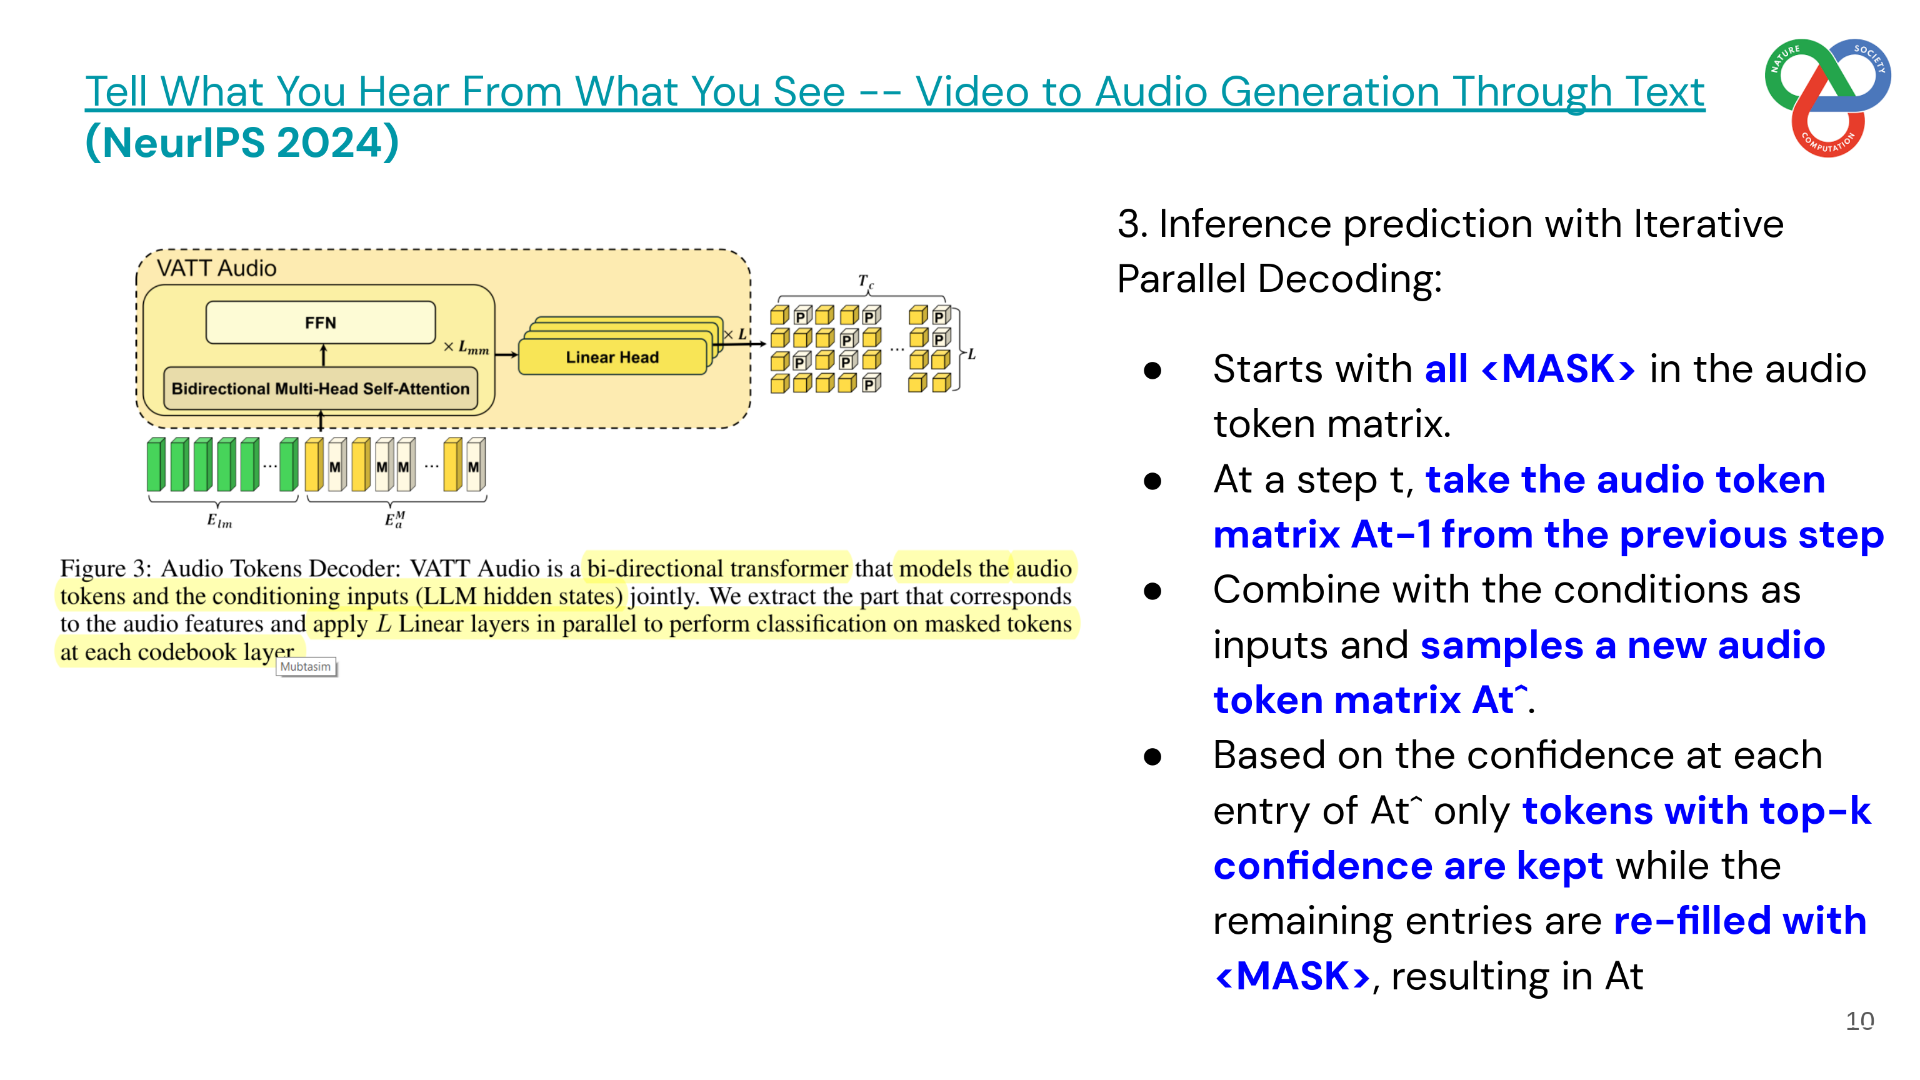 Tell What You Hear From What You See -- Video to Audio Generation Through Text
(NeurIPS 2024)
NATURE
SOCIETY
COMPUTATION
VATT Audio
FFN
× Lmm
Bidirectional Multi-Head Self-Attention
Linear Head
× L
Tc
P P P
P P
P P
P
...
L
... M M M ... M
Elm
E_a^M
Figure 3: Audio Tokens Decoder: VATT Audio is a bi-directional transformer that models the audio
tokens and the conditioning inputs (LLM hidden states) jointly. We extract the part that corresponds
to the audio features and apply L Linear layers in parallel to perform classification on masked tokens
at each codebook layer
Mubtasim
3. Inference prediction with Iterative
Parallel Decoding:
● Starts with all <MASK> in the audio
token matrix.
● At a step t, take the audio token
matrix At-1 from the previous step
● Combine with the conditions as
inputs and samples a new audio
token matrix Atˆ.
● Based on the confidence at each
entry of Atˆ only tokens with top-k
confidence are kept while the
remaining entries are re-filled with
<MASK>, resulting in At
10